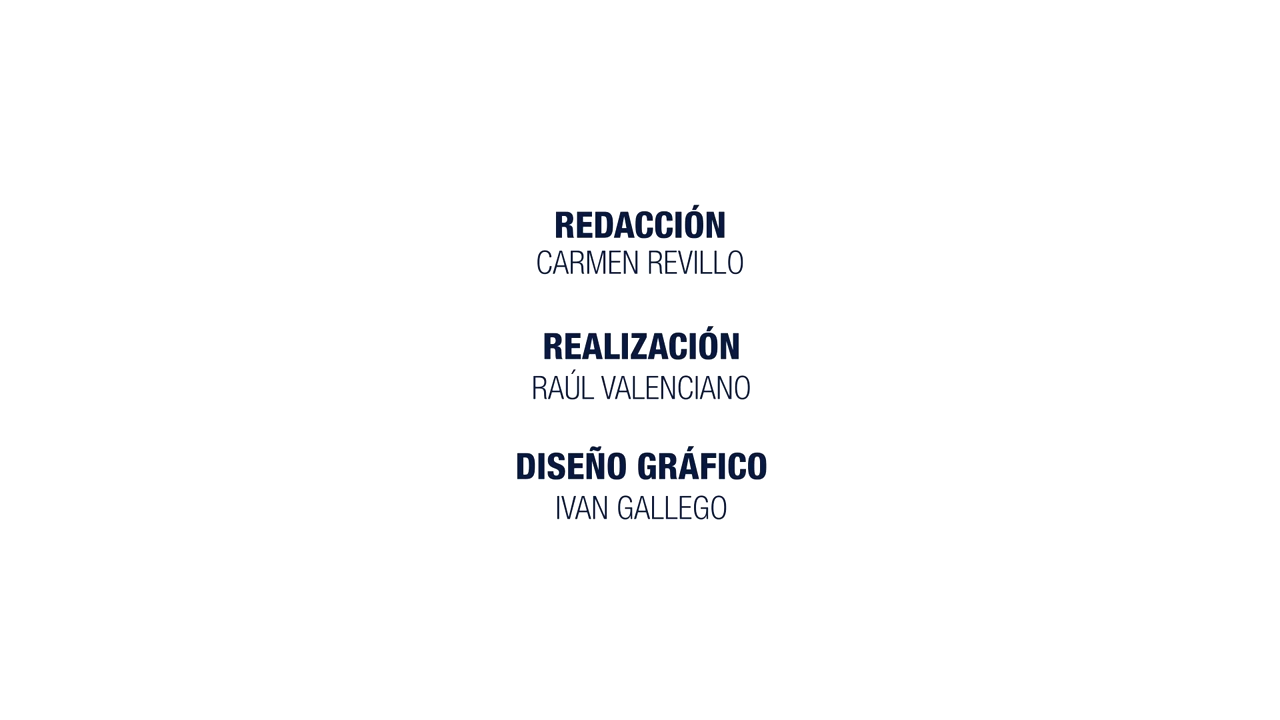 REDACCIÓN
CARMEN REVILLO
REALIZACIÓN
RAÚL VALENCIANO
DISEÑO GRÁFICO
IVAN GALLEGO